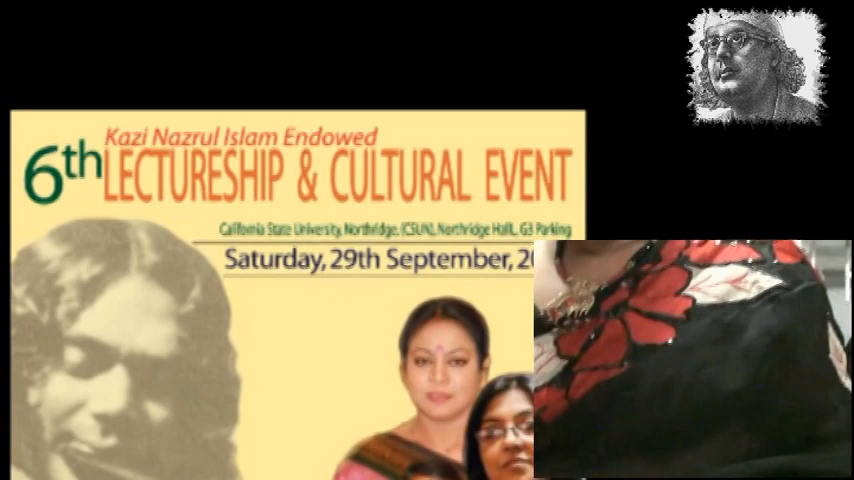 Kazi Nazrul Islam Endowed
6th LECTURESHIP & CULTURAL EVENT
California State University, Northridge, (CSUN), Northridge Hall, G3 Parking
Saturday, 29th September, 20